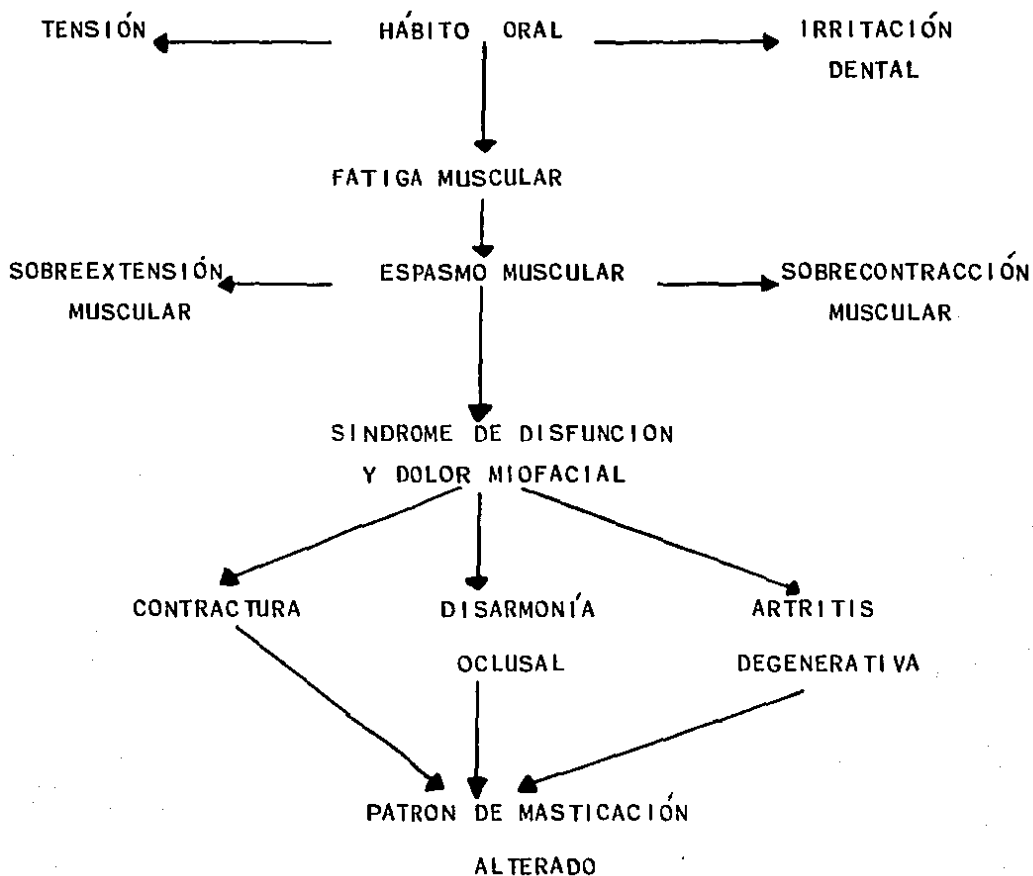 TENSIÓN HÁBITO ORAL IRRITACIÓN
DENTAL
FATIGA MUSCULAR
SOBREEXTENSIÓN ESPASMO MUSCULAR SOBRECONTRACCIÓN
MUSCULAR MUSCULAR
SINDROME DE DISFUNCION
Y DOLOR MIOFACIAL
CONTRACTURA DISARMONÍA ARTRITIS
OCLUSAL DEGENERATIVA
PATRON DE MASTICACIÓN
ALTERADO